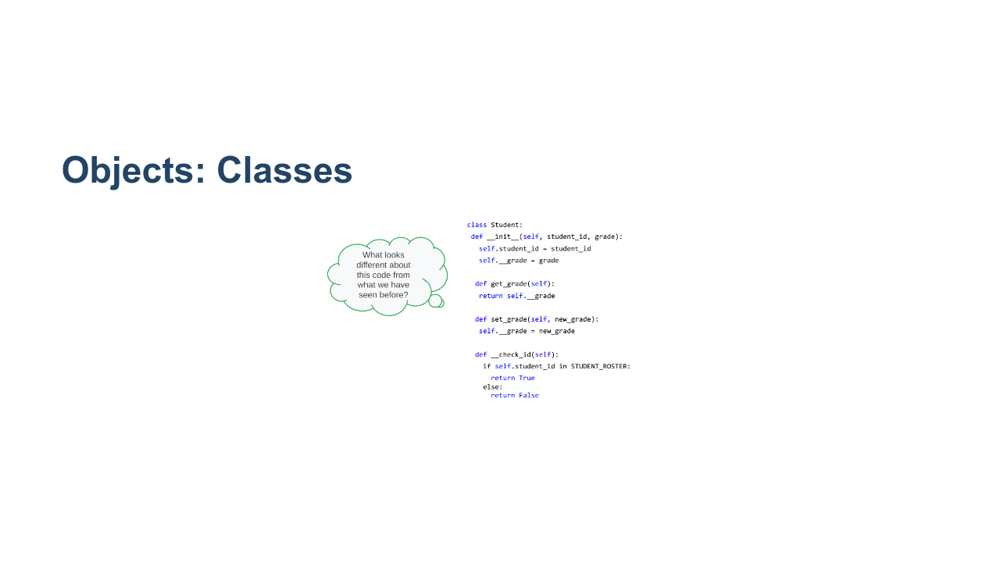 Objects: Classes
What looks
different about
this code from
what we have
seen before?
class Student:
def __init__(self, student_id, grade):
self.student_id = student_id
self.__grade = grade
def get_grade(self):
return self.__grade
def set_grade(self, new_grade):
self.__grade = new_grade
def __check_id(self):
if self.student_id in STUDENT_ROSTER:
return True
else:
return False